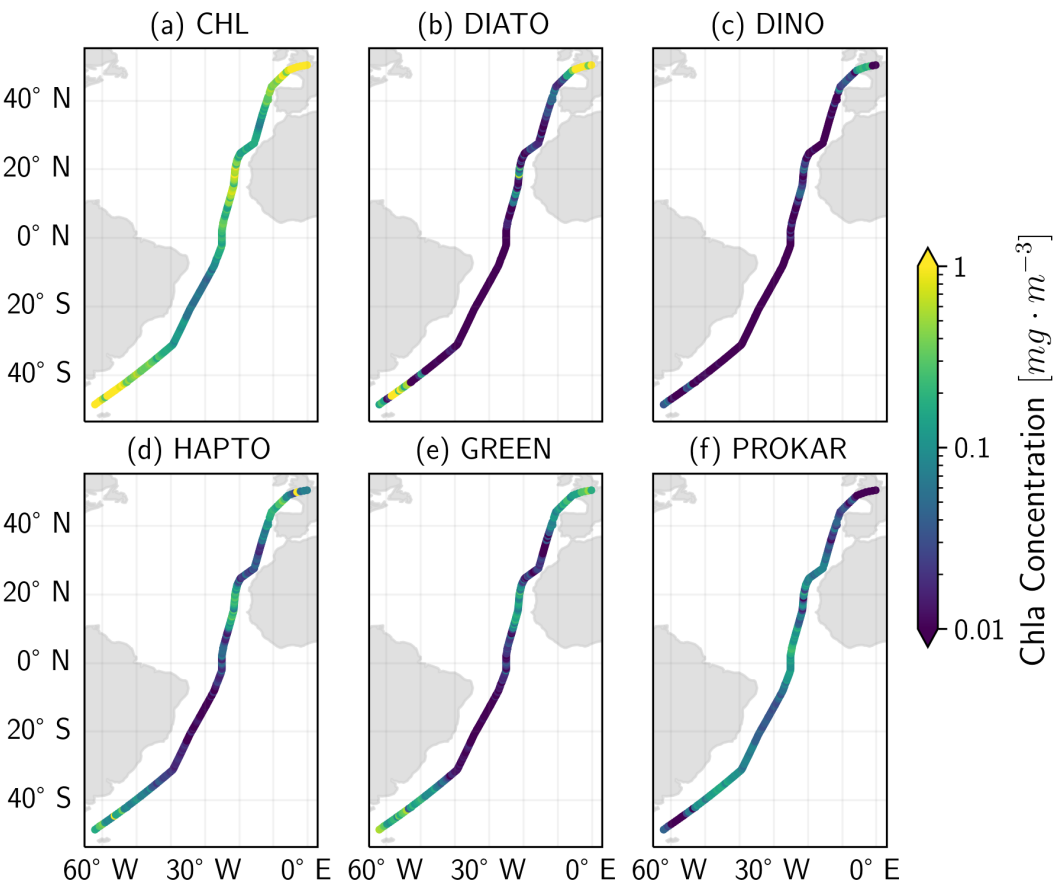 (a) CHL
(b) DIATO
(c) DINO
40° N
20° N
0° N
20° S
40° S
(d) HAPTO
(e) GREEN
(f) PROKAR
40° N
20° N
0° N
20° S
40° S
60° W
30° W
0° E
60° W
30° W
0° E
60° W
30° W
0° E
1
0.1
0.01
Chla Concentration [mg · m⁻³]